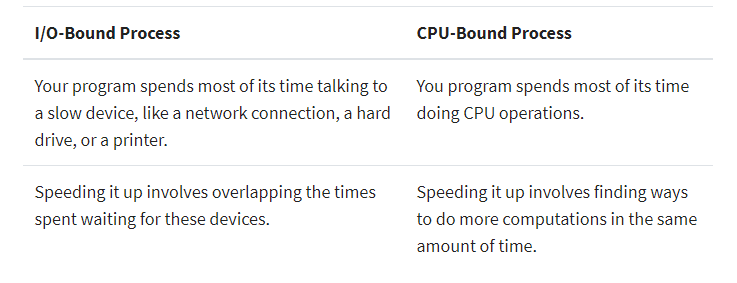 I/O-Bound Process
CPU-Bound Process
Your program spends most of its time talking to
a slow device, like a network connection, a hard
drive, or a printer.
You program spends most of its time
doing CPU operations.
Speeding it up involves overlapping the times
spent waiting for these devices.
Speeding it up involves finding ways
to do more computations in the same
amount of time.